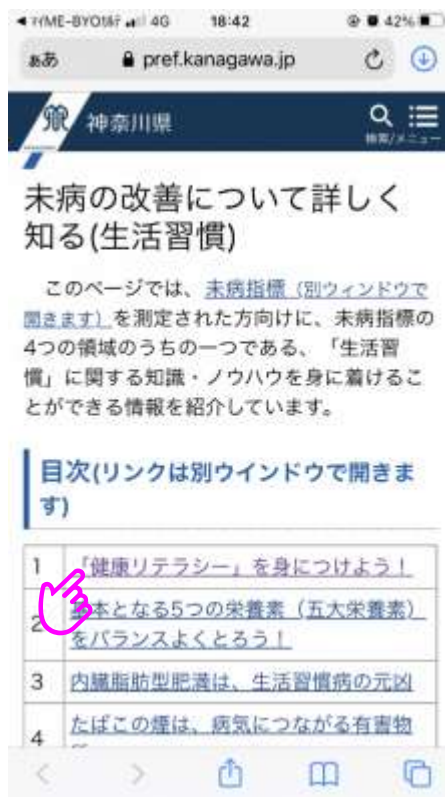 4G 18:42 42%
ああ pref.kanagawa.jp
神奈川県
検索/メニュー
未病の改善について詳しく
知る(生活習慣)
このページでは、未病指標(別ウィンドウで
開きます)を測定された方向けに、未病指標の
4つの領域のうちの一つである、「生活習
慣」に関する知識・ノウハウを身に着けるこ
とができる情報を紹介しています。
目次(リンクは別ウインドウで開きま
す)
1 「健康リテラシー」を身につけよう!
2 基本となる5つの栄養素(五大栄養素)
をバランスよくとろう!
3 内臓脂肪型肥満は、生活習慣病の元凶
4 たばこの煙は、病気につながる有害物